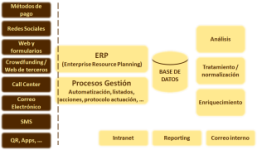 Métodos de
pago
Redes Sociales
Web y
formularios
Crowdfunding /
Web de terceros
Call Center
Correo
Electrónico
SMS
QR, Apps, ...
ERP
(Enterprise Resource Planning)
Procesos Gestión
Automatización, listados,
acciones, protocolo actuación, ...
BASE DE
DATOS
Análisis
Tratamiento /
normalización
Enriquecimiento
Intranet
Reporting
Correo interno